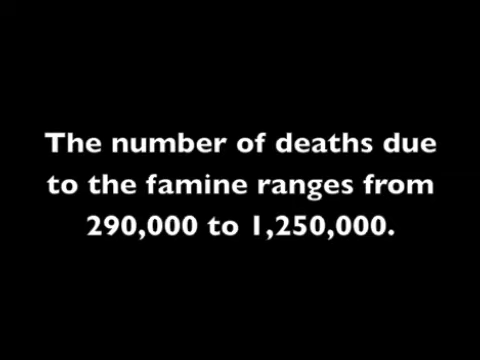 The number of deaths due
to the famine ranges from
290,000 to 1,250,000.